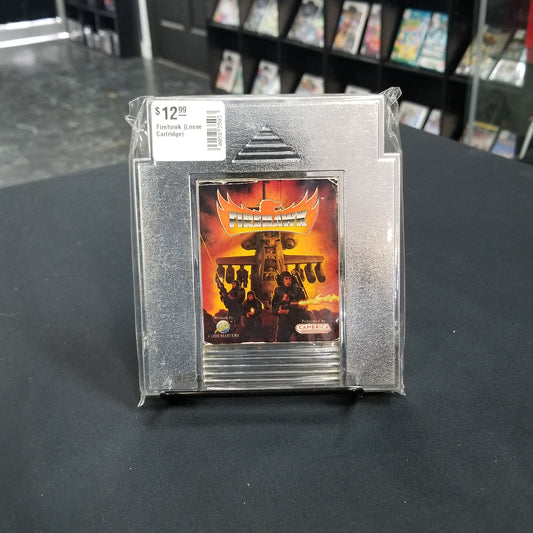 $12.99
Firehawk (Loose
Cartridge)
FIREHAWK
CODEMASTERS
Published by
CAMERICA